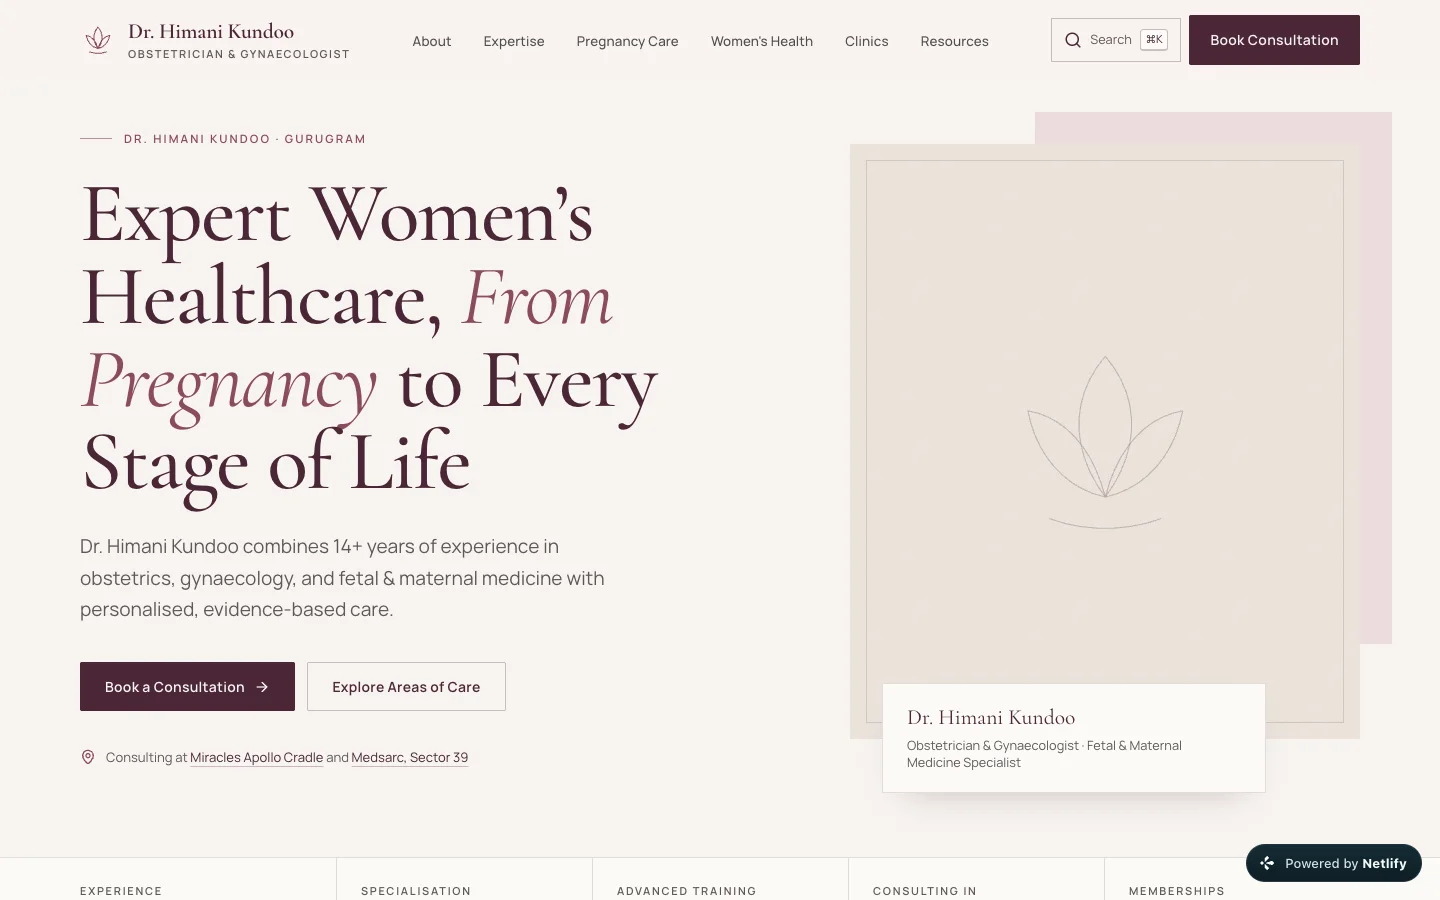 Dr. Himani Kundoo
OBSTETRICIAN & GYNAECOLOGIST
About
Expertise
Pregnancy Care
Women's Health
Clinics
Resources
Search
⌘K
Book Consultation
DR. HIMANI KUNDOO · GURUGRAM
Expert Women’s
Healthcare, From
Pregnancy to Every
Stage of Life
Dr. Himani Kundoo combines 14+ years of experience in
obstetrics, gynaecology, and fetal & maternal medicine with
personalised, evidence-based care.
Book a Consultation
Explore Areas of Care
Consulting at Miracles Apollo Cradle and Medsarc, Sector 39
Dr. Himani Kundoo
Obstetrician & Gynaecologist · Fetal & Maternal
Medicine Specialist
Powered by Netlify
EXPERIENCE
SPECIALISATION
ADVANCED TRAINING
CONSULTING IN
MEMBERSHIPS